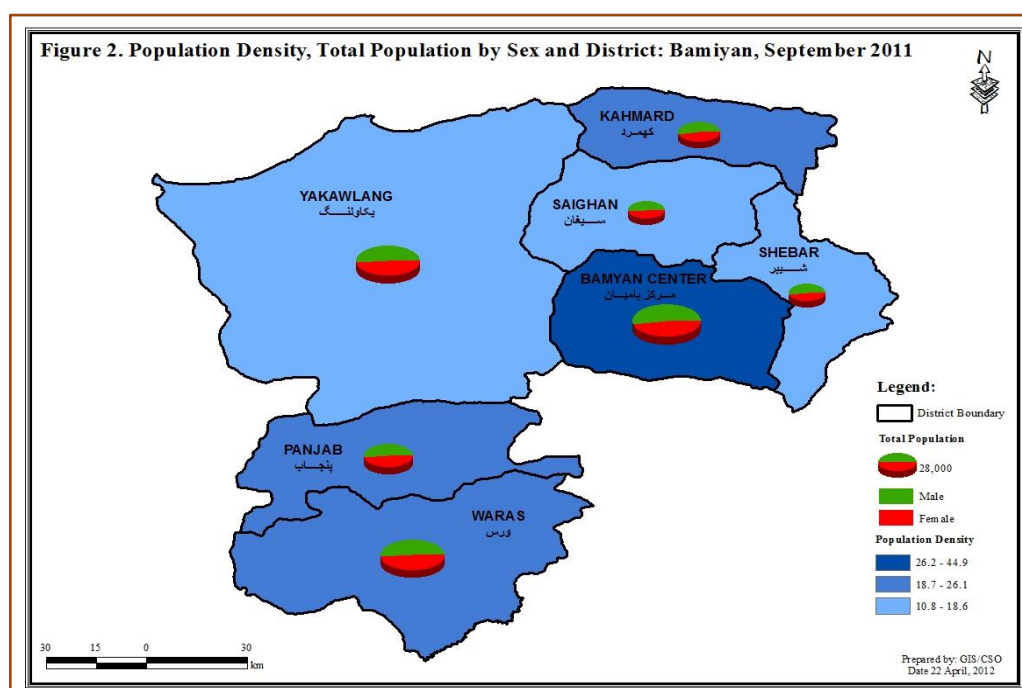 Figure 2. Population Density, Total Population by Sex and District: Bamiyan, September 2011
N
KAHMARD
کهمرد
YAKAWLANG
یکاولنگ
SAIGHAN
سیغان
SHEBAR
شیبر
BAMYAN CENTER
مرکز بامیان
PANJAB
پنجاب
WARAS
ورس
Legend:
District Boundary
Total Population
28,000
Male
Female
Population Density
26.2 - 44.9
18.7 - 26.1
10.8 - 18.6
30 15 0 30
km
Prepared by: GIS/CSO
Date 22 April, 2012